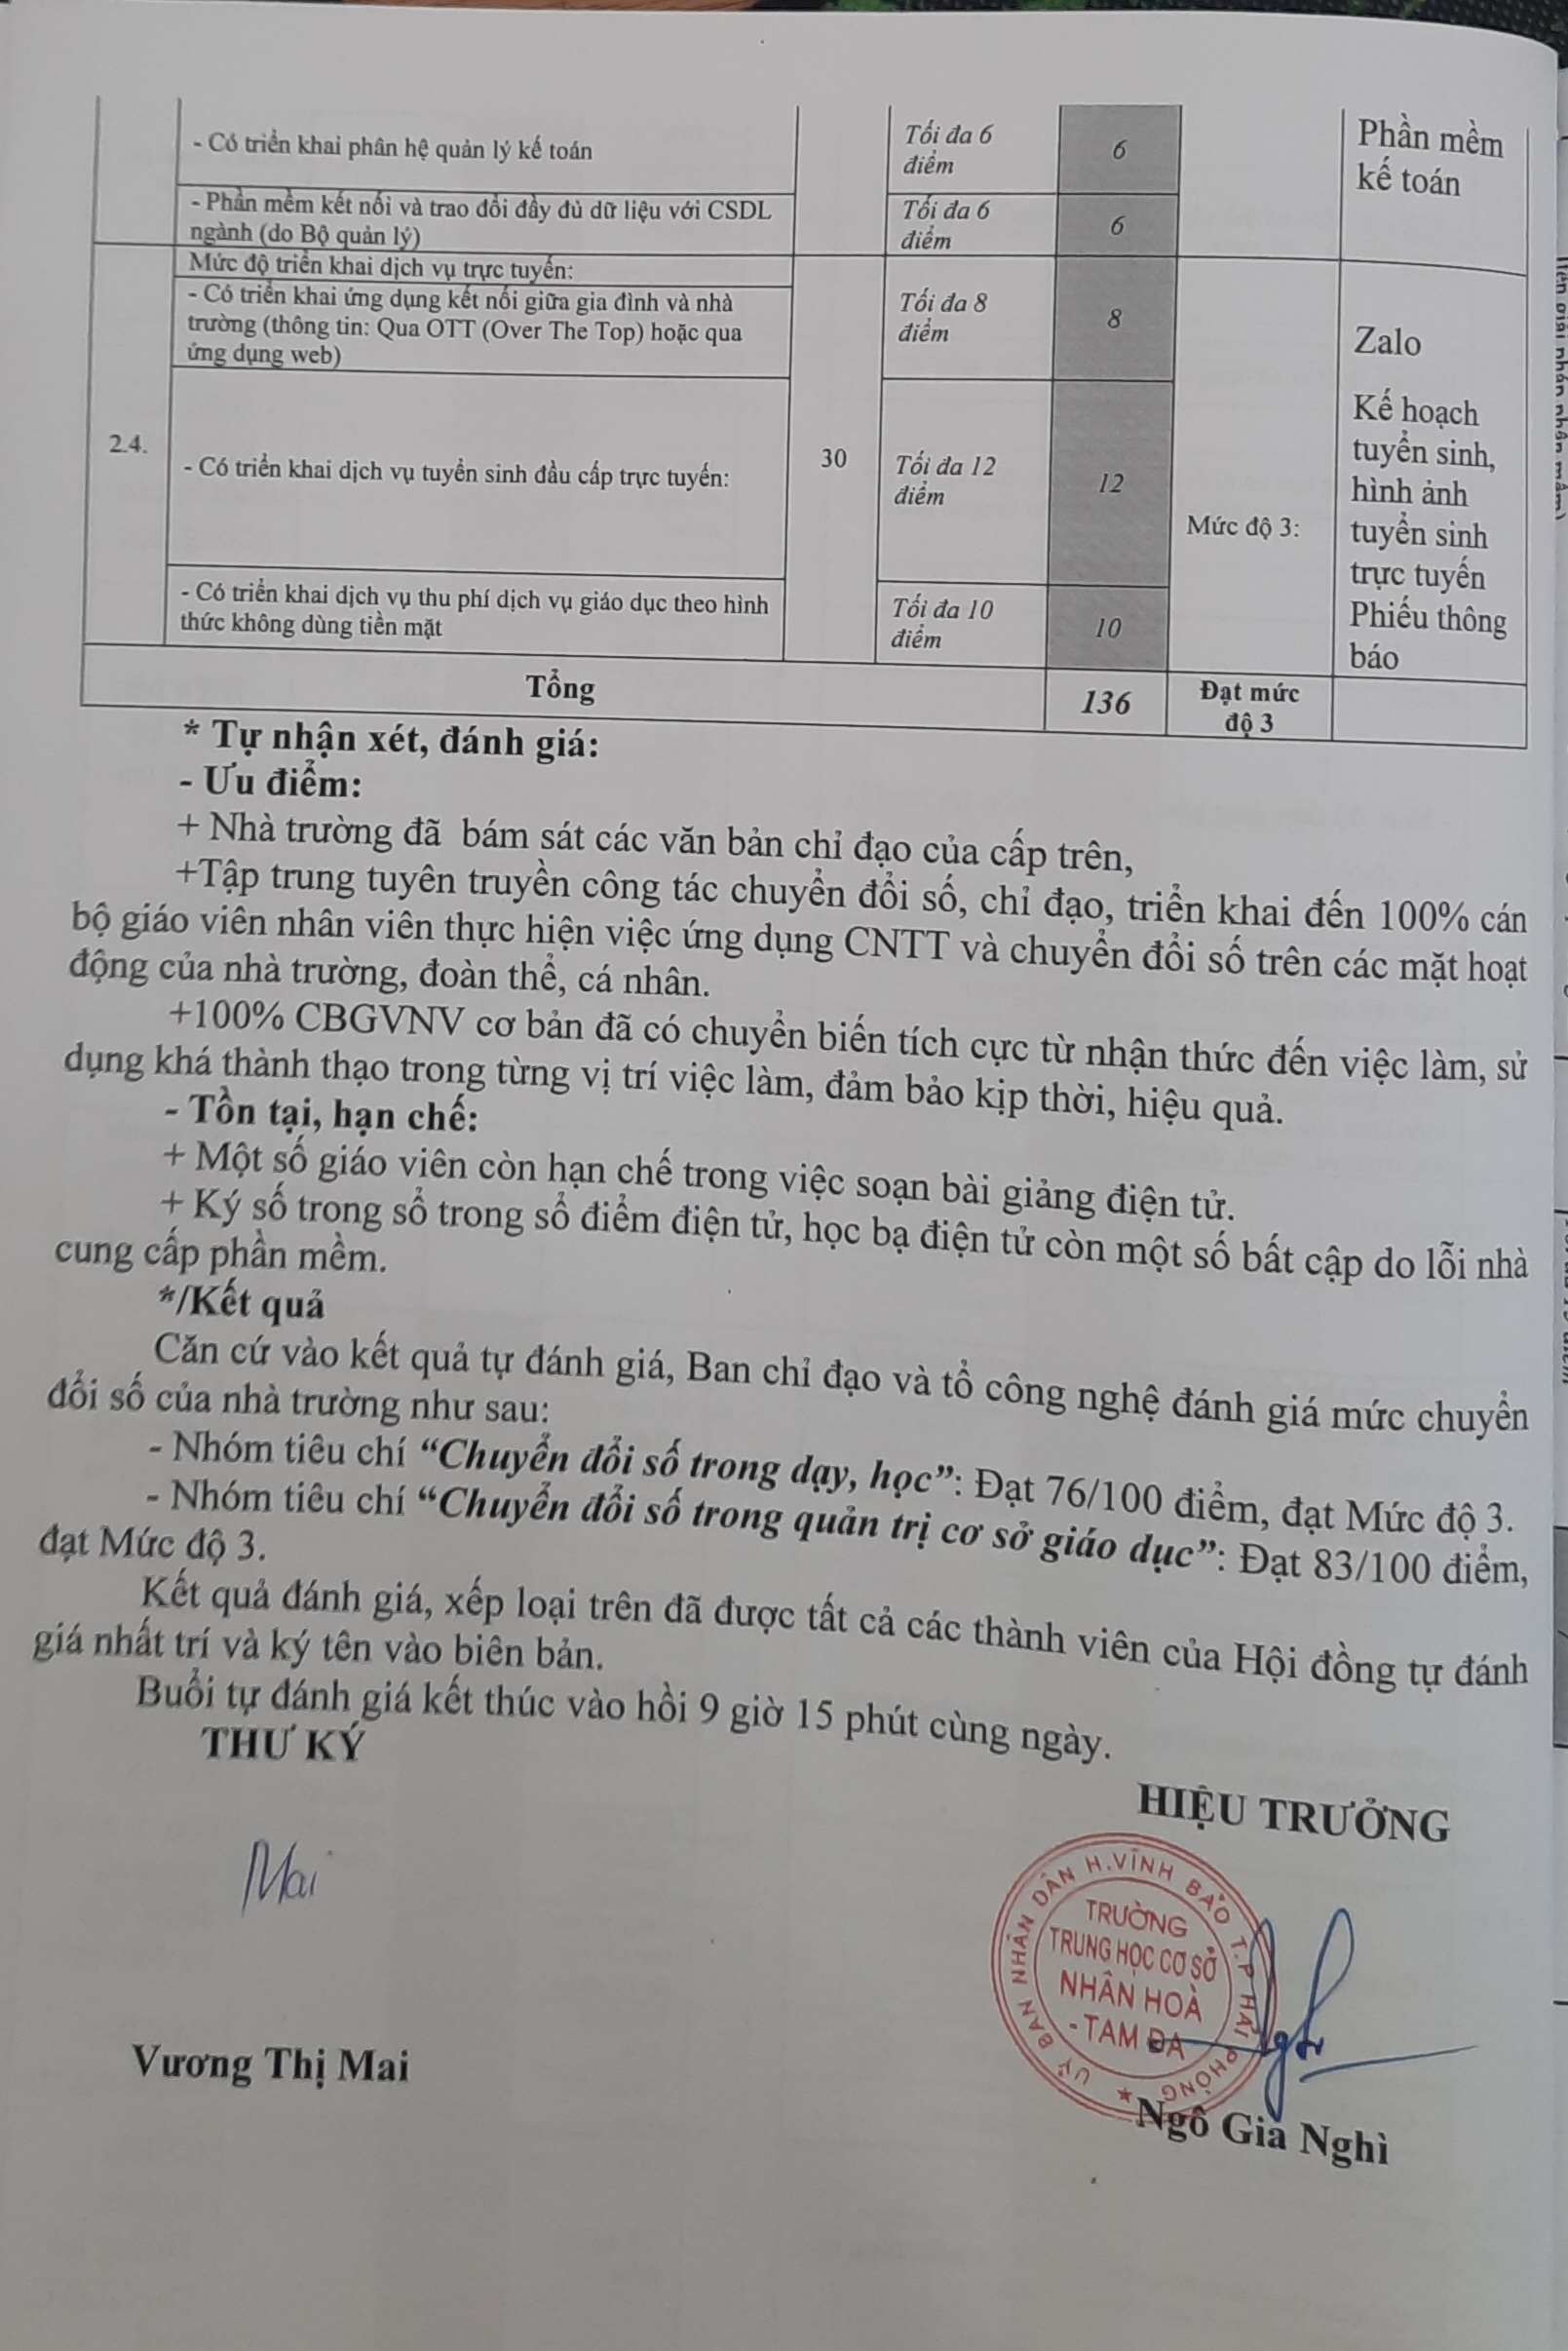 - Có triển khai phân hệ quản lý kế toán
Tối đa 6
điểm
6
Phần mềm
kế toán
- Phần mềm kết nối và trao đổi đầy đủ dữ liệu với CSDL
ngành (do Bộ quản lý)
Tối đa 6
điểm
6
2.4.
Mức độ triển khai dịch vụ trực tuyến:
- Có triển khai ứng dụng kết nối giữa gia đình và nhà
trường (thông tin: Qua OTT (Over The Top) hoặc qua
ứng dụng web)
30
Tối đa 8
điểm
8
Mức độ 3:
Zalo
- Có triển khai dịch vụ tuyển sinh đầu cấp trực tuyến:
Tối đa 12
điểm
12
Kế hoạch
tuyển sinh,
hình ảnh
tuyển sinh
trực tuyến
- Có triển khai dịch vụ thu phí dịch vụ giáo dục theo hình
thức không dùng tiền mặt
Tối đa 10
điểm
10
Phiếu thông
báo
Tổng
136
Đạt mức
độ 3
* Tự nhận xét, đánh giá:
- Ưu điểm:
+ Nhà trường đã bám sát các văn bản chỉ đạo của cấp trên,
+Tập trung tuyên truyền công tác chuyển đổi số, chỉ đạo, triển khai đến 100% cán
bộ giáo viên nhân viên thực hiện việc ứng dụng CNTT và chuyển đổi số trên các mặt hoạt
động của nhà trường, đoàn thể, cá nhân.
+100% CBGVNV cơ bản đã có chuyển biến tích cực từ nhận thức đến việc làm, sử
dụng khá thành thạo trong từng vị trí việc làm, đảm bảo kịp thời, hiệu quả.
- Tồn tại, hạn chế:
+ Một số giáo viên còn hạn chế trong việc soạn bài giảng điện tử.
+ Ký số trong sổ trong sổ điểm điện tử, học bạ điện tử còn một số bất cập do lỗi nhà
cung cấp phần mềm.
*/Kết quả
Căn cứ vào kết quả tự đánh giá, Ban chỉ đạo và tổ công nghệ đánh giá mức chuyển
đổi số của nhà trường như sau:
- Nhóm tiêu chí “Chuyển đổi số trong dạy, học”: Đạt 76/100 điểm, đạt Mức độ 3.
- Nhóm tiêu chí “Chuyển đổi số trong quản trị cơ sở giáo dục”: Đạt 83/100 điểm,
đạt Mức độ 3.
Kết quả đánh giá, xếp loại trên đã được tất cả các thành viên của Hội đồng tự đánh
giá nhất trí và ký tên vào biên bản.
Buổi tự đánh giá kết thúc vào hồi 9 giờ 15 phút cùng ngày.
THƯ KÝ
HIỆU TRƯỞNG
Mai
UỶ BAN NHÂN DÂN H.VĨNH BẢO T.P HẢI PHÒNG
TRƯỜNG
TRUNG HỌC CƠ SỞ
NHÂN HOÀ
-TAM ĐA
Vương Thị Mai
Ngô Gia Nghì